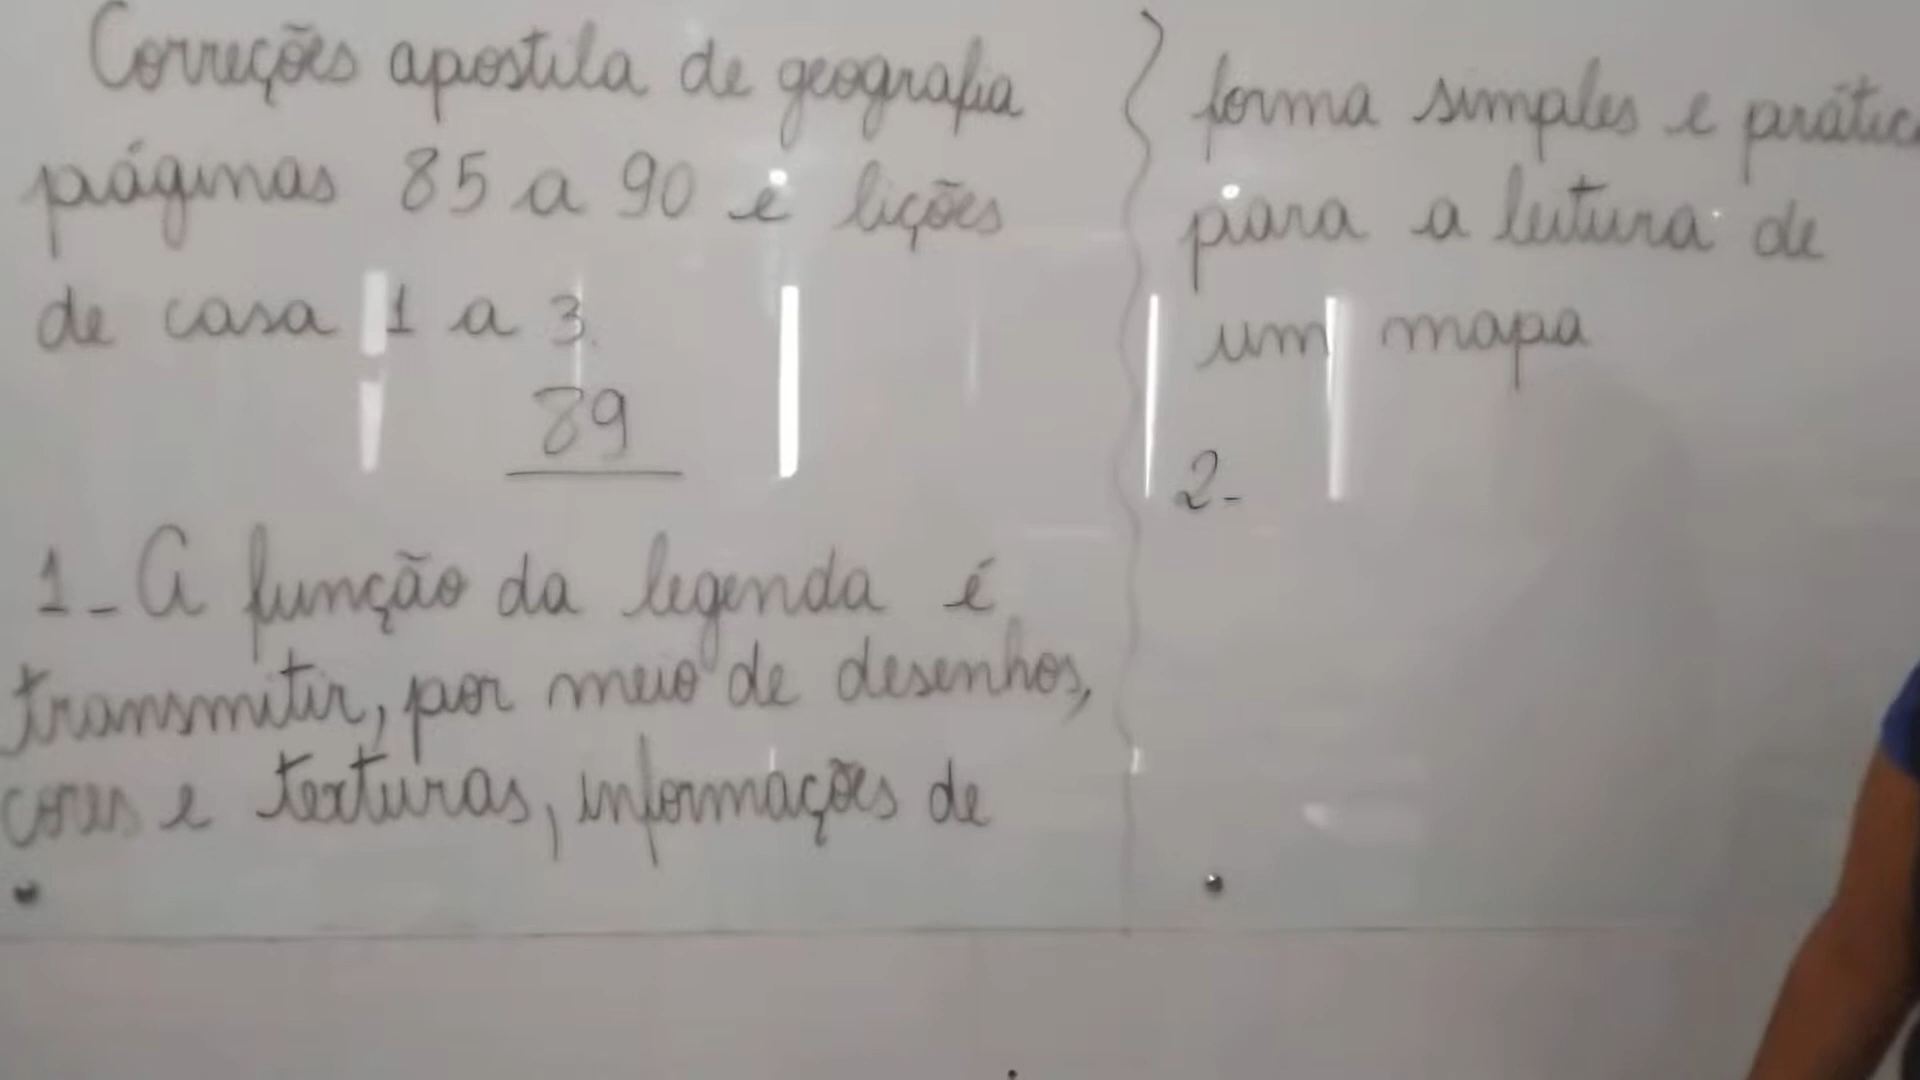 Correções apostila de geografia
páginas 85 a 90 e lições
de casa 1 a 3.
89
1- A função da legenda é
transmitir, por meio de desenhos,
cores e texturas, informações de
forma simples e prátic
para a leitura de
um mapa
2-